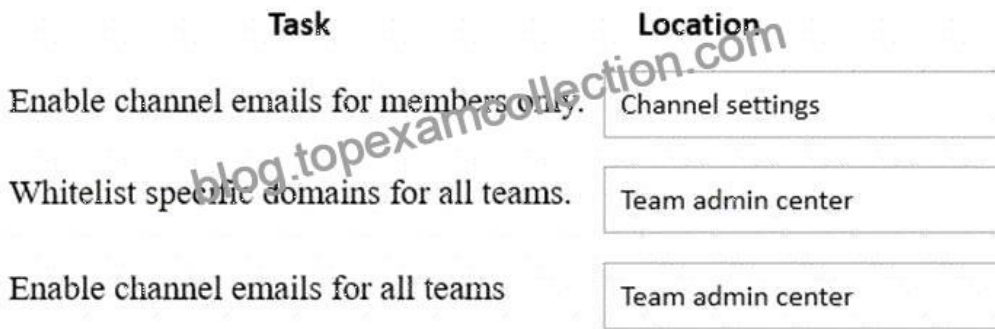 Task Location
Enable channel emails for members only. Channel settings
Whitelist specific domains for all teams. Team admin center
Enable channel emails for all teams Team admin center
blog.topexamcollection.com